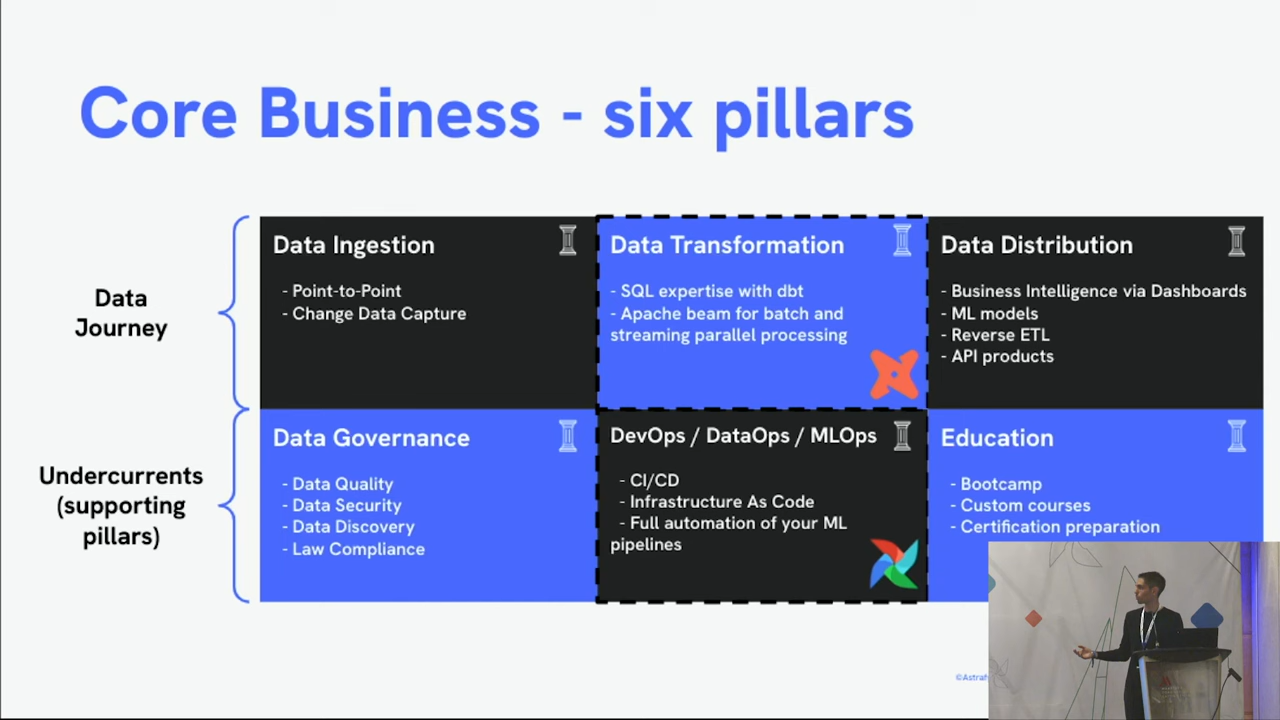 Core Business - six pillars
Data
Journey
Data Ingestion
- Point-to-Point
- Change Data Capture
Data Transformation
- SQL expertise with dbt
- Apache beam for batch and
streaming parallel processing
Data Distribution
- Business Intelligence via Dashboards
- ML models
- Reverse ETL
- API products
Undercurrents
(supporting
pillars)
Data Governance
- Data Quality
- Data Security
- Data Discovery
- Law Compliance
DevOps / DataOps / MLOps
- CI/CD
- Infrastructure As Code
- Full automation of your ML
pipelines
Education
- Bootcamp
- Custom courses
- Certification preparation